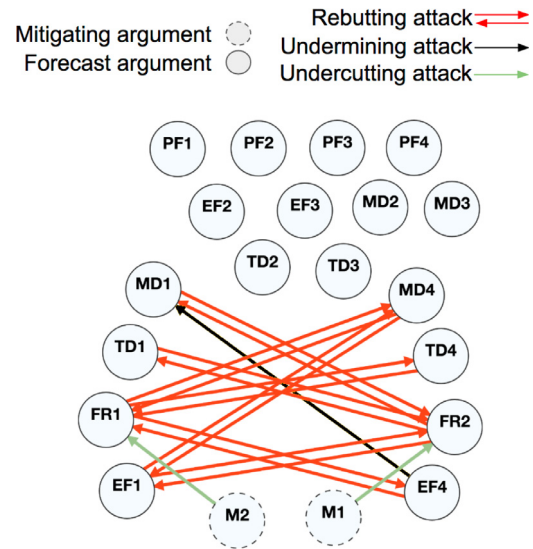 Mitigating argument
Forecast argument
Rebutting attack
Undermining attack
Undercutting attack
PF1 PF2 PF3 PF4
EF2 EF3 MD2 MD3
TD2 TD3
MD1 MD4
TD1 TD4
FR1 FR2
EF1 EF4
M2 M1